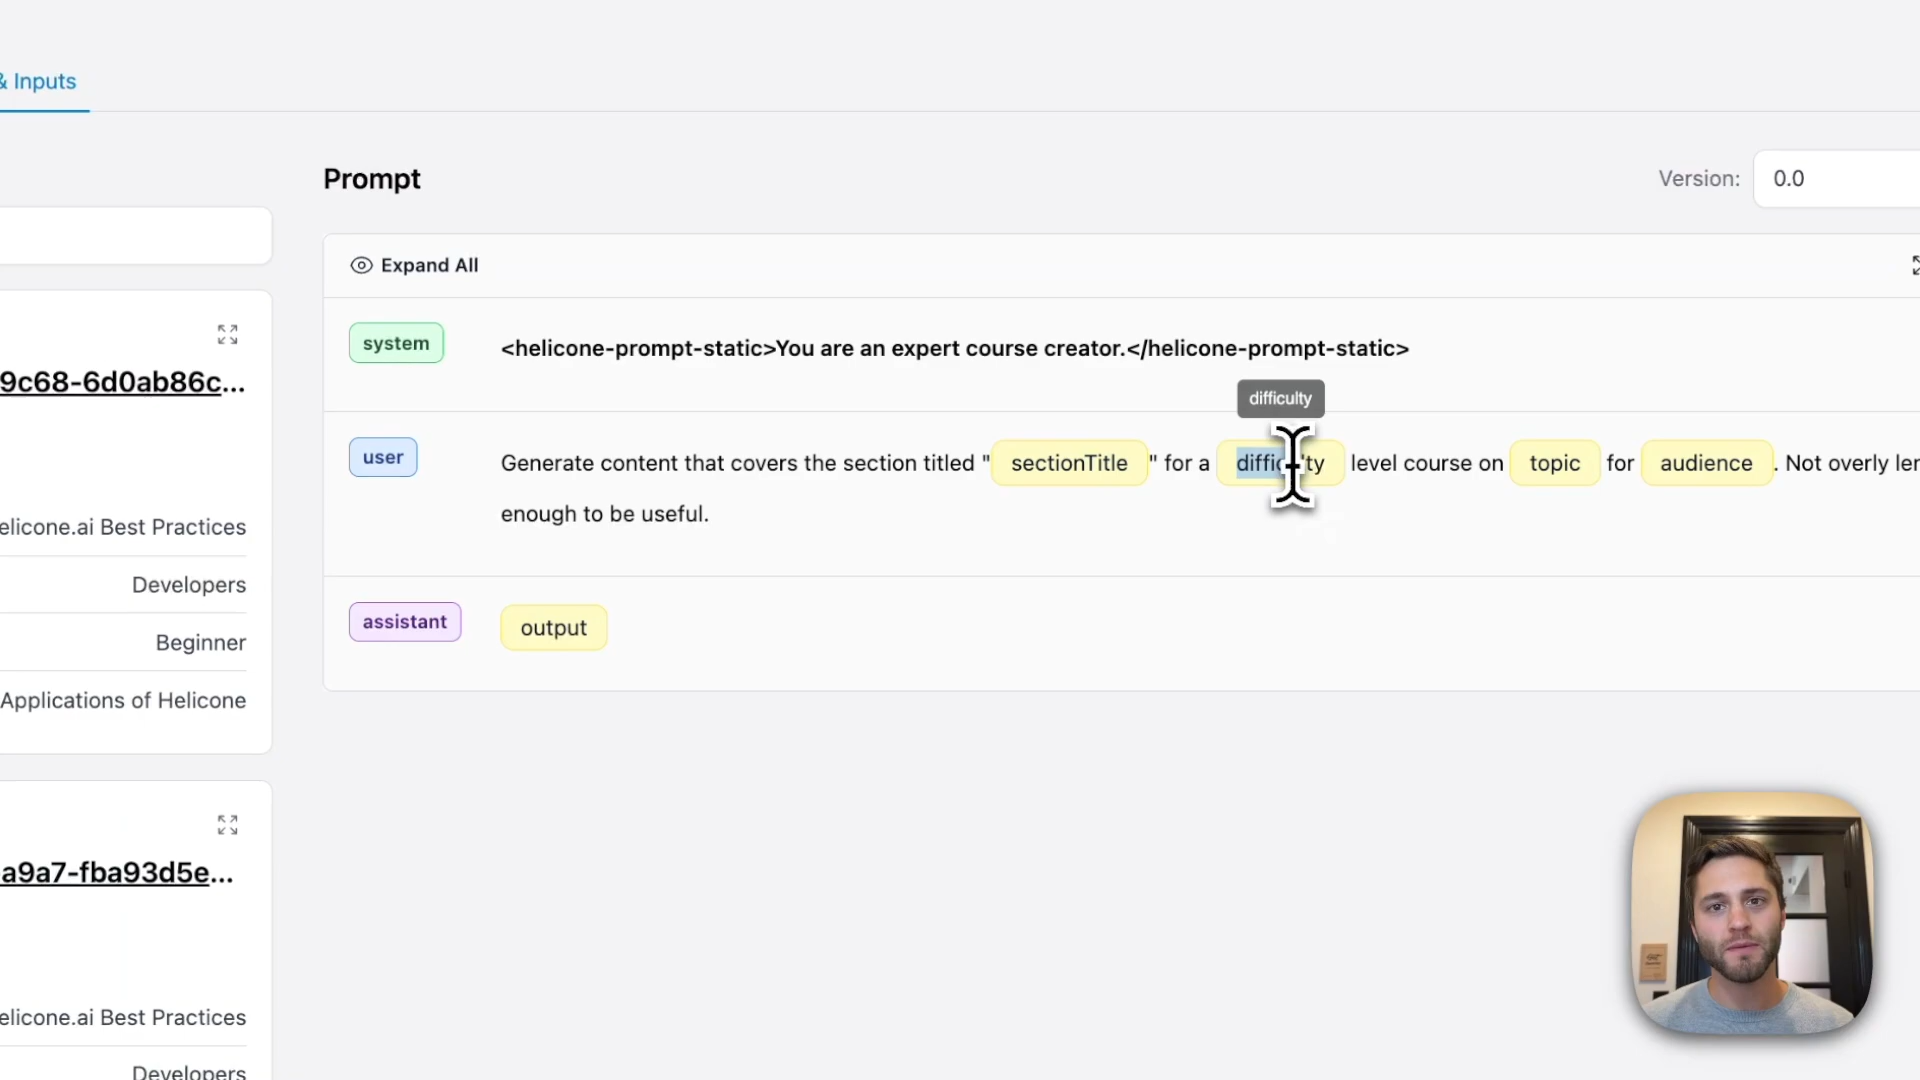 & Inputs
Prompt
Version: 0.0
Expand All
system <helicone-prompt-static>You are an expert course creator.</helicone-prompt-static>
difficulty
user Generate content that covers the section titled " sectionTitle " for a difficulty level course on topic for audience . Not overly
enough to be useful.
assistant output
9c68-6d0ab86c...
elicone.ai Best Practices
Developers
Beginner
Applications of Helicone
a9a7-fba93d5e...
elicone.ai Best Practices
Developers